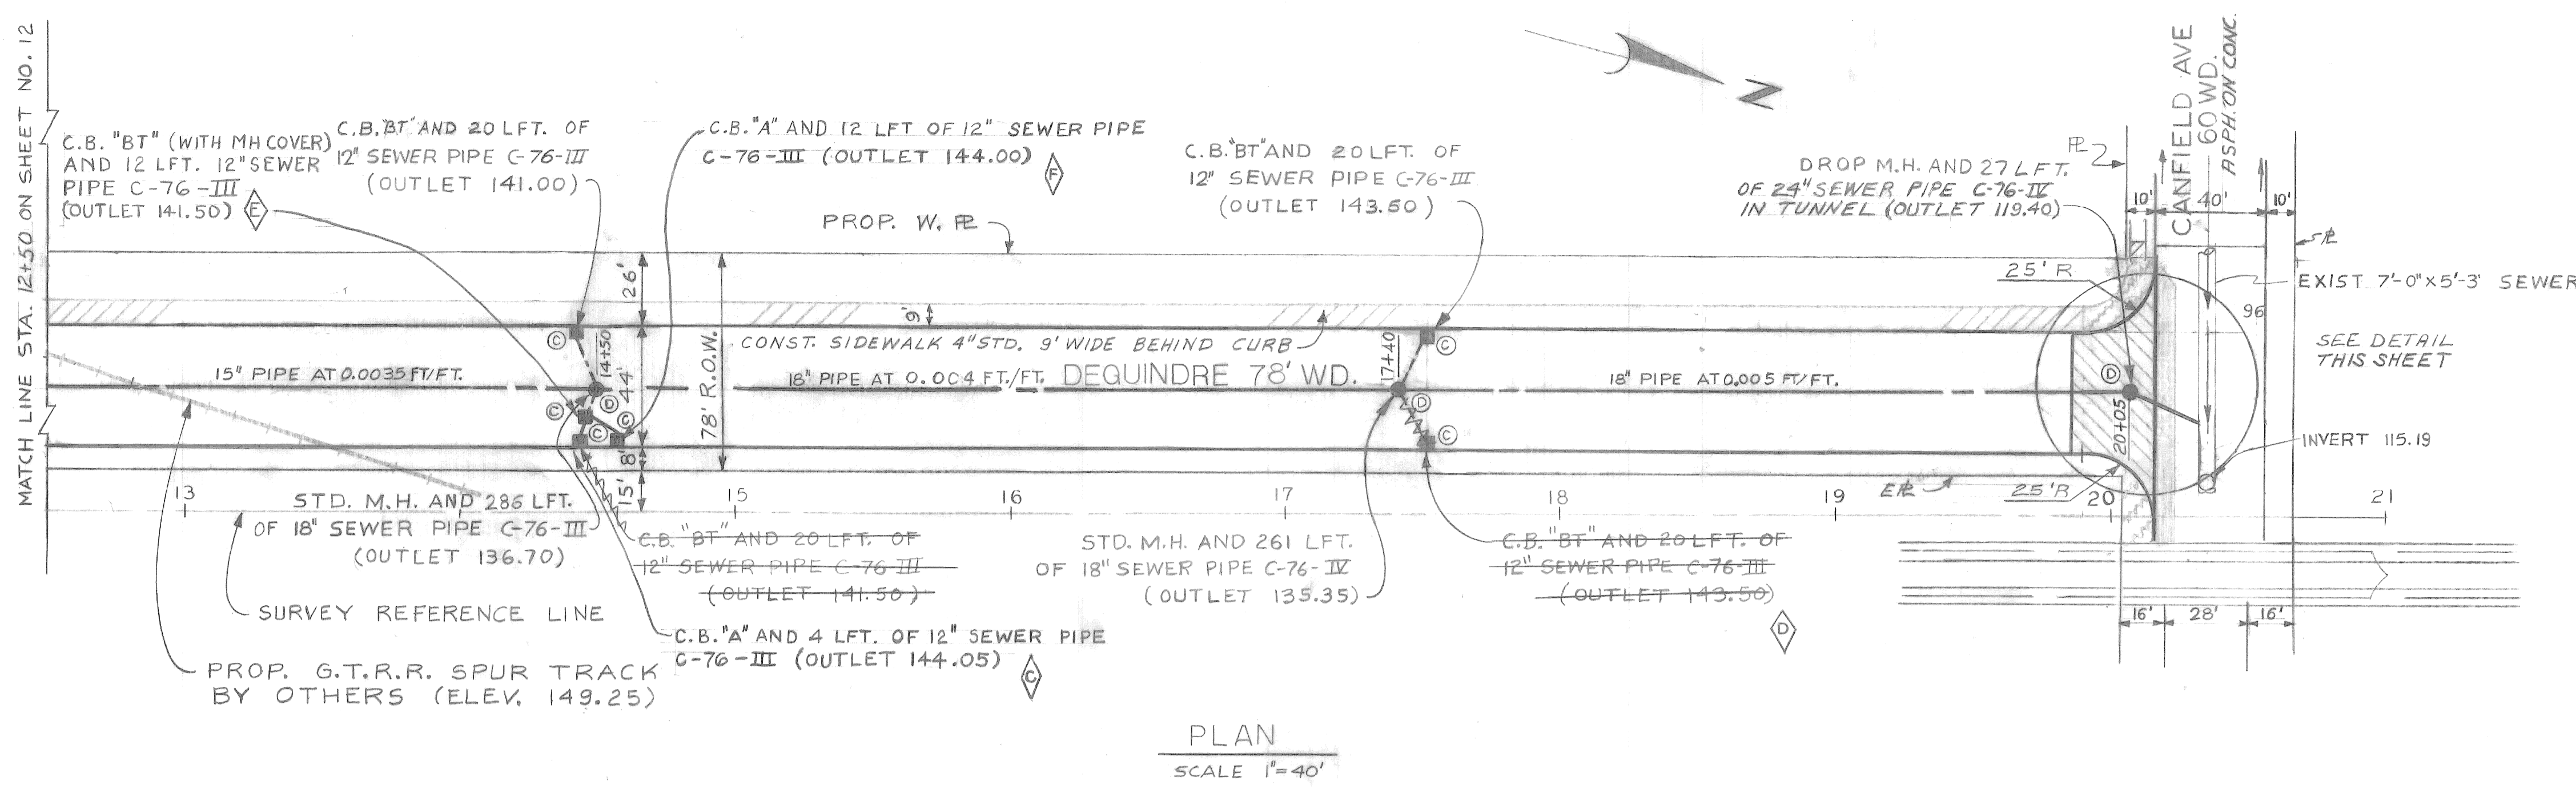 MATCH LINE STA. 12+50 ON SHEET NO. 12
C.B. "BT" (WITH MH COVER)
AND 12 LFT. 12" SEWER
PIPE C-76-III
(OUTLET 141.50) E
C.B. "BT" AND 20 LFT. OF
12" SEWER PIPE C-76-III
(OUTLET 141.00)
C.B. "A" AND 12 LFT OF 12" SEWER PIPE
C-76-III (OUTLET 144.00) F
C.B. "BT" AND 20 LFT. OF
12" SEWER PIPE C-76-III
(OUTLET 143.60)
N
DROP M.H. AND 27 LFT.
OF 24" SEWER PIPE C-76-IV
IN TUNNEL (OUTLET 119.40)
CANFIELD AVE
60 WD.
ASPH. ON CONC.
10' 40' 10'
PROP. W. PL
25' R
EXIST 7'-0" x 5'-3" SEWER
96
SEE DETAIL
THIS SHEET
INVERT 115.19
26'
44'
8'
15'
78' R.O.W.
9'
CONST. SIDEWALK 4" STD. 9' WIDE BEHIND CURB
15" PIPE AT 0.0035 FT/FT.
14+50
18" PIPE AT 0.004 FT./FT.
DEQUINDRE 78' WD.
17+40
18" PIPE AT 0.005 FT/FT.
20+05
C
C
C
C
D
C
D
C
D
E PL
25' R
13
15
16
17
18
19
20
21
STD. M.H. AND 286 LFT.
OF 18" SEWER PIPE C-76-III
(OUTLET 136.70)
SURVEY REFERENCE LINE
PROP. G.T.R.R. SPUR TRACK
BY OTHERS (ELEV. 149.25)
C.B. "BT" AND 20 LFT. OF
12" SEWER PIPE C-76-III
(OUTLET 141.50)
C.B. "A" AND 4 LFT. OF 12" SEWER PIPE
C-76-III (OUTLET 144.05) C
STD. M.H. AND 261 LFT.
OF 18" SEWER PIPE C-76-IV
(OUTLET 135.35)
C.B. "BT" AND 20 LFT. OF
12" SEWER PIPE C-76-III
(OUTLET 143.50)
D
16' 28' 16'
PLAN
SCALE 1"=40'